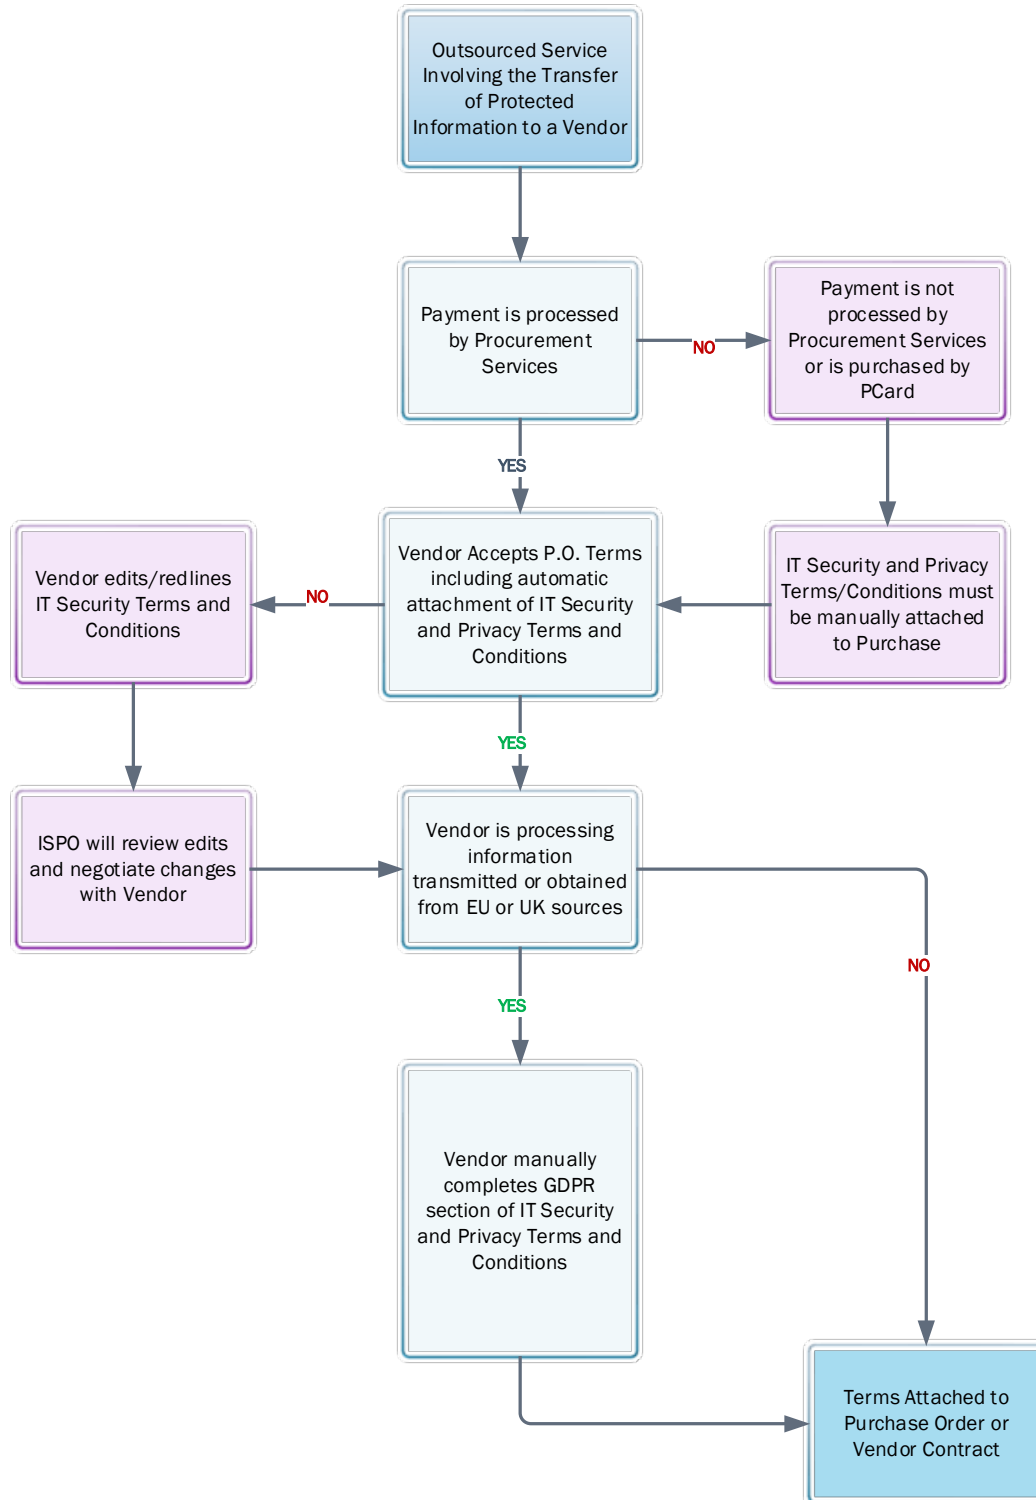 Outsourced Service
Involving the Transfer
of Protected
Information to a Vendor
Payment is processed
by Procurement
Services
NO
Payment is not
processed by
Procurement Services
or is purchased by
PCard
YES
Vendor edits/redlines
IT Security Terms and
Conditions
NO
Vendor Accepts P.O. Terms
including automatic
attachment of IT Security
and Privacy Terms and
Conditions
IT Security and Privacy
Terms/Conditions must
be manually attached
to Purchase
YES
ISPO will review edits
and negotiate changes
with Vendor
Vendor is processing
information
transmitted or obtained
from EU or UK sources
NO
YES
Vendor manually
completes GDPR
section of IT Security
and Privacy Terms and
Conditions
Terms Attached to
Purchase Order or
Vendor Contract